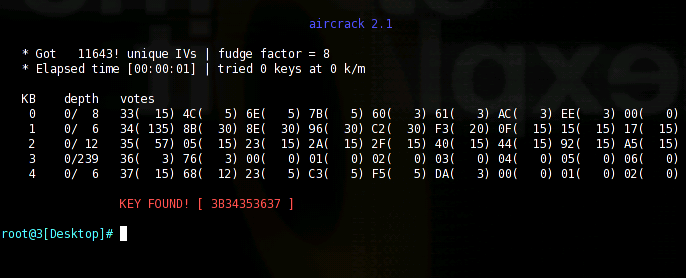 aircrack 2.1
* Got 11643! unique IVs | fudge factor = 8
* Elapsed time [00:00:01] | tried 0 keys at 0 k/m
KB depth votes
0 0/ 8 33( 15) 4C( 5) 6E( 5) 7B( 5) 60( 3) 61( 3) AC( 3) EE( 3) 00( 0)
1 0/ 6 34( 135) 8B( 30) 8E( 30) 96( 30) C2( 30) F3( 20) 0F( 15) 15( 15) 17( 15)
2 0/ 12 35( 57) 05( 15) 23( 15) 2A( 15) 2F( 15) 40( 15) 44( 15) 92( 15) A5( 15)
3 0/239 36( 3) 76( 3) 00( 0) 01( 0) 02( 0) 03( 0) 04( 0) 05( 0) 06( 0)
4 0/ 6 37( 15) 68( 12) 23( 5) C3( 5) F5( 5) DA( 3) 00( 0) 01( 0) 02( 0)
KEY FOUND! [ 3B34353637 ]
root@3[Desktop]#